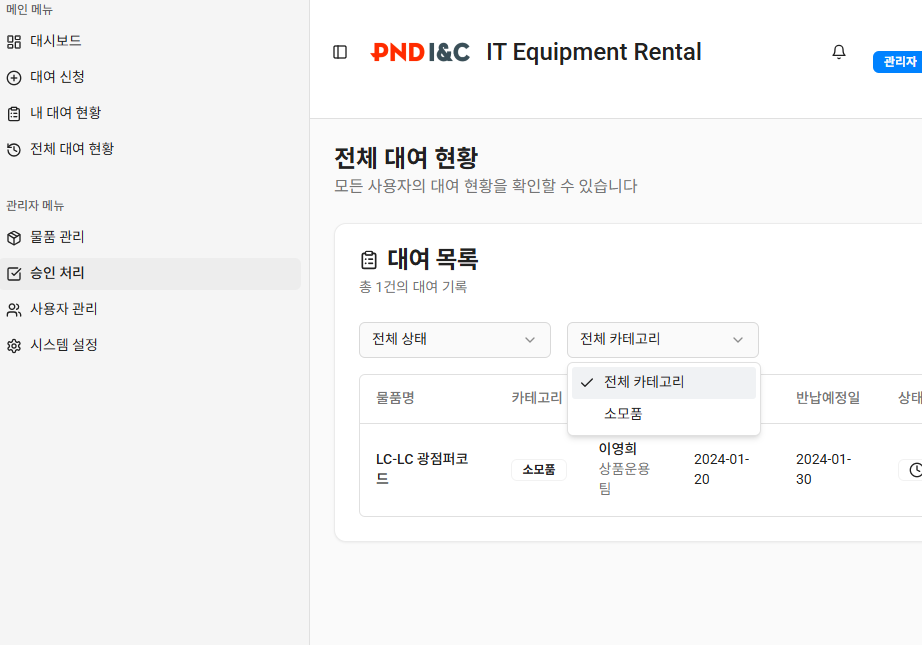 메인 메뉴
대시보드
대여 신청
내 대여 현황
전체 대여 현황
관리자 메뉴
물품 관리
승인 처리
사용자 관리
시스템 설정
PND I&C IT Equipment Rental
관리자
전체 대여 현황
모든 사용자의 대여 현황을 확인할 수 있습니다
대여 목록
총 1건의 대여 기록
전체 상태
전체 카테고리
전체 카테고리
소모품
물품명 카테고리 반납예정일 상태
LC-LC 광점퍼코
드
소모품
이영희
상품운용
팀
2024-01-
20
2024-01-
30